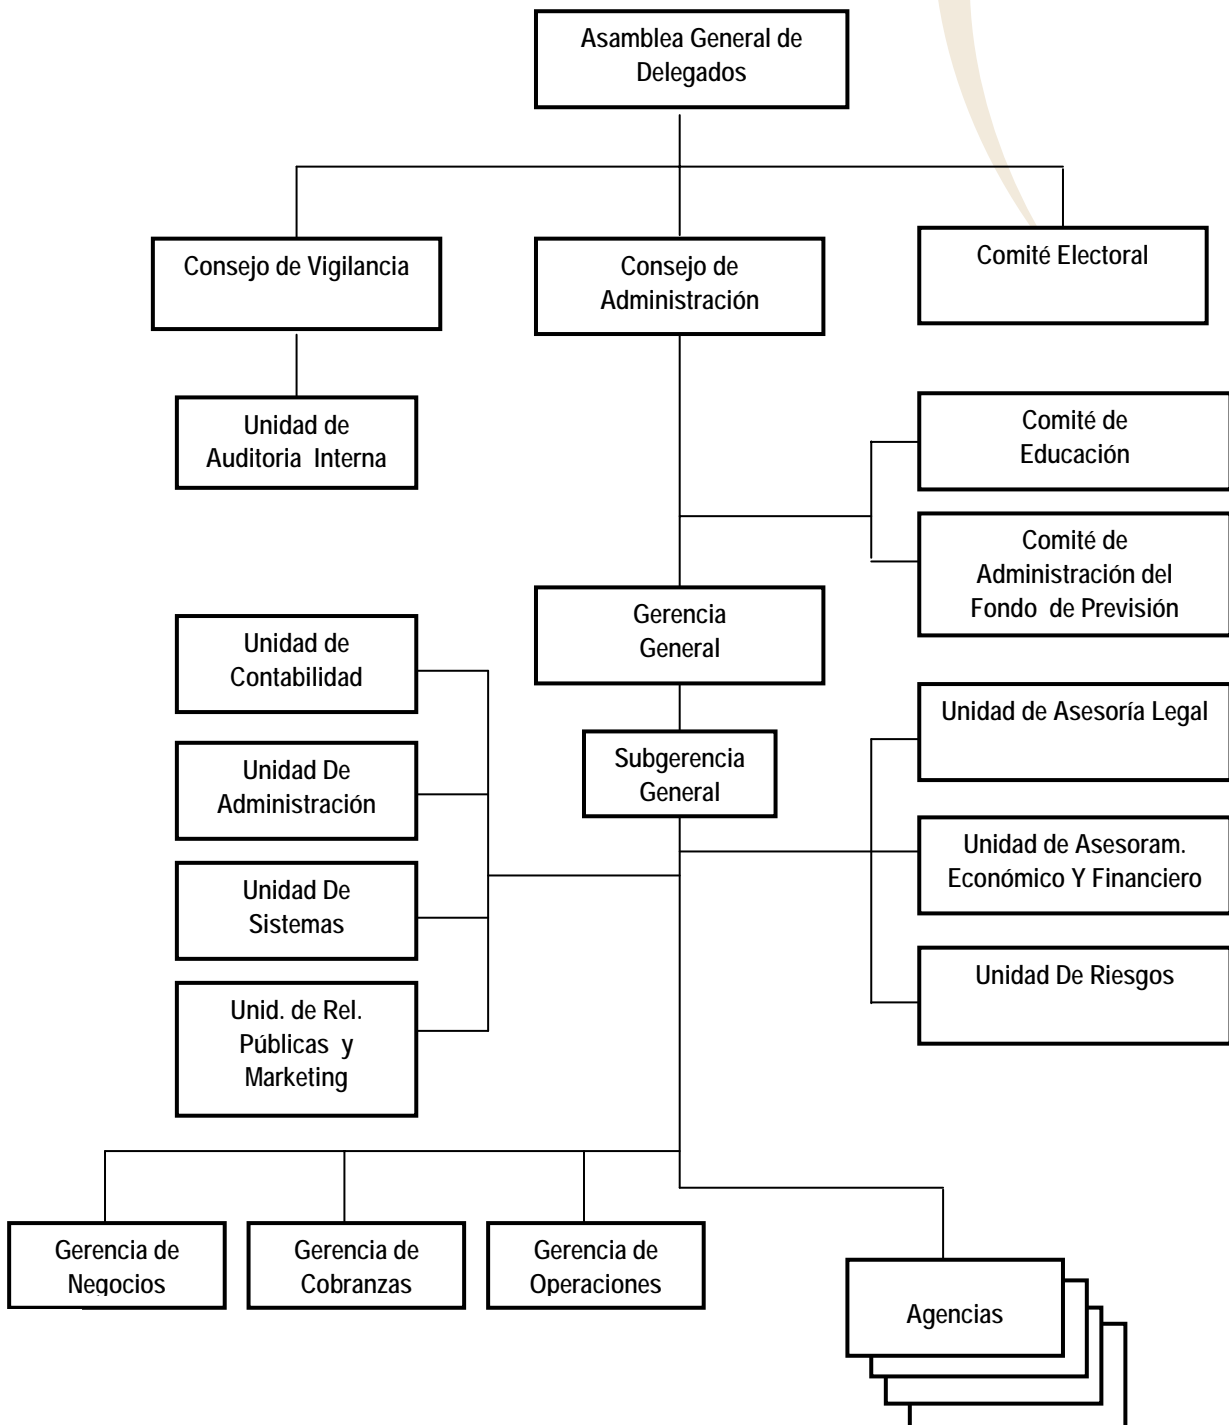 Asamblea General de
Delegados
Consejo de Vigilancia
Consejo de
Administración
Comité Electoral
Unidad de
Auditoria Interna
Comité de
Educación
Comité de
Administración del
Fondo de Previsión
Gerencia
General
Unidad de
Contabilidad
Subgerencia
General
Unidad de Asesoría Legal
Unidad De
Administración
Unidad de Asesoram.
Económico Y Financiero
Unidad De
Sistemas
Unidad De Riesgos
Unid. de Rel.
Públicas y
Marketing
Gerencia de
Negocios
Gerencia de
Cobranzas
Gerencia de
Operaciones
Agencias